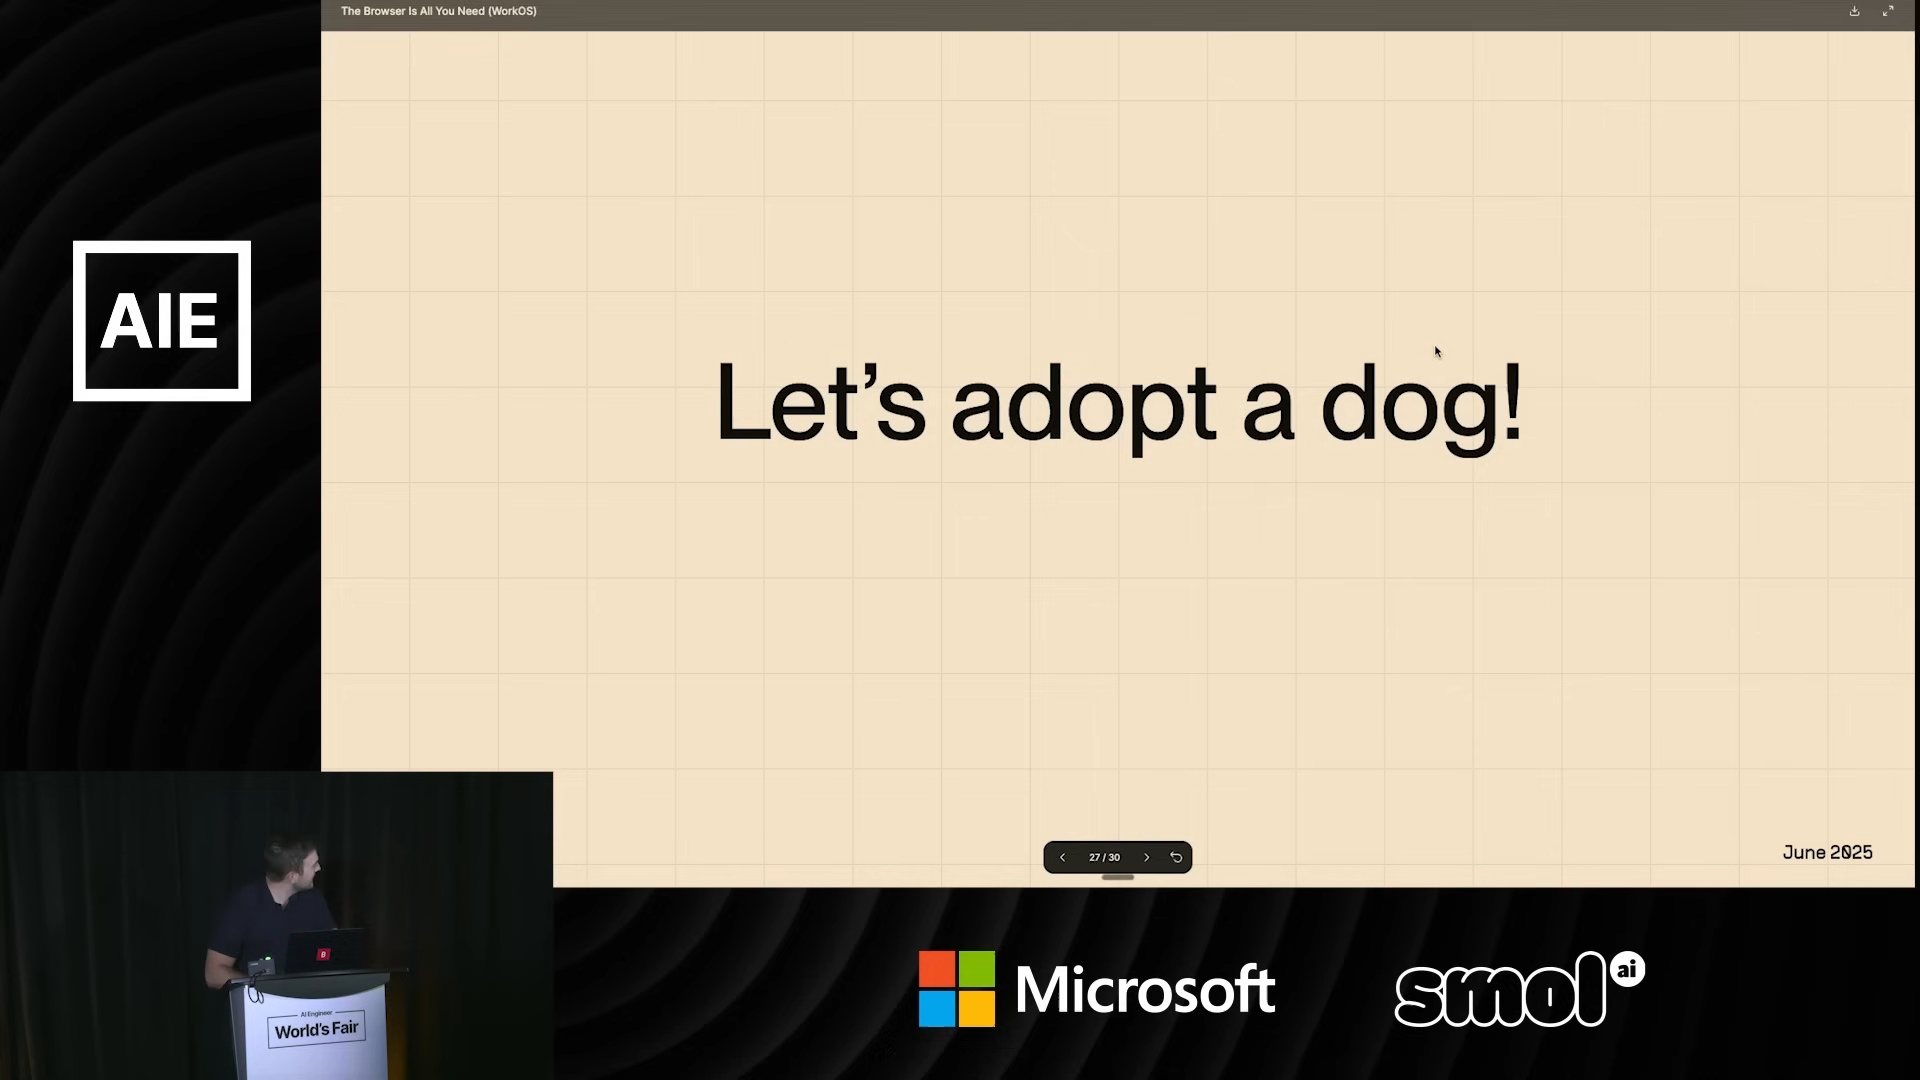 The Browser Is All You Need (WorkOS)
AIE
Let's adopt a dog!
27 / 30
June 2025
B
AI Engineer
World's Fair
Microsoft
smol ai